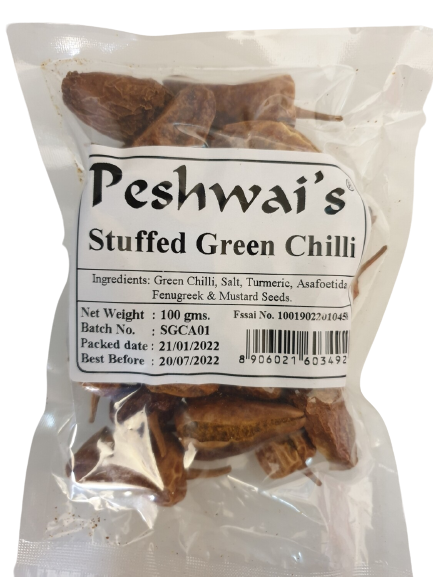 Peshwai's®
Stuffed Green Chilli
Ingredients: Green Chilli, Salt, Turmeric, Asafoetida
Fenugreek & Mustard Seeds.
Net Weight : 100 gms.
Fssai No. 10019022010456
Batch No. : SGCA01
Packed date : 21/01/2022
Best Before : 20/07/2022
8 906021 603492